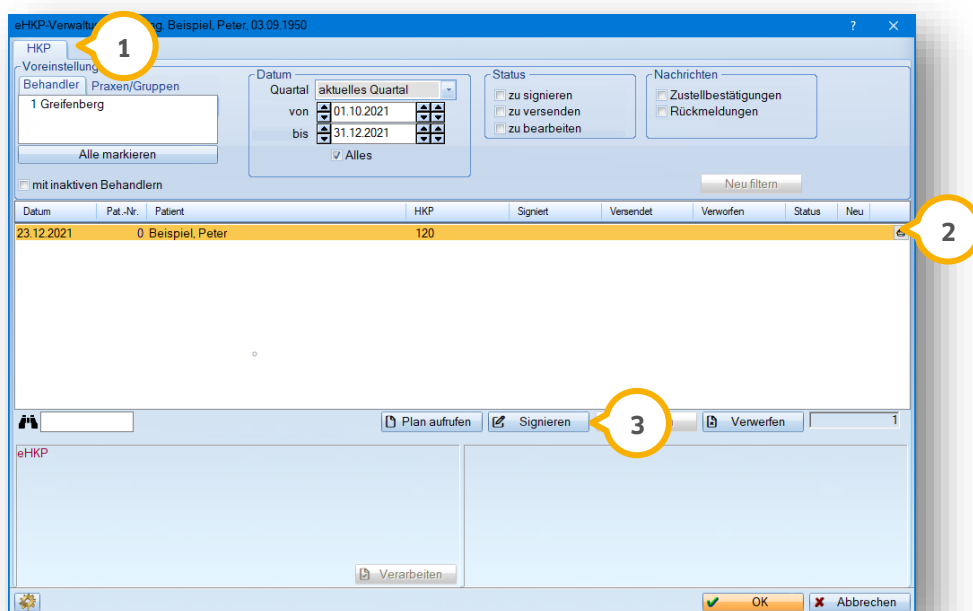 eHKP-Verwaltu ng, Beispiel, Peter, 03.09.1950 ?
HKP
1
Voreinstellung
Behandler Praxen/Gruppen
1 Greifenberg
Alle markieren
mit inaktiven Behandlern
Datum
Quartal aktuelles Quartal
von 01.10.2021
bis 31.12.2021
Alles
Status
zu signieren
zu versenden
zu bearbeiten
Nachrichten
Zustellbestätigungen
Rückmeldungen
Neu filtern
Datum Pat.-Nr. Patient HKP Signiert Versendet Verworfen Status Neu
23.12.2021 0 Beispiel, Peter 120
2
Plan aufrufen Signieren Verwerfen 1
3
eHKP
Verarbeiten
OK Abbrechen